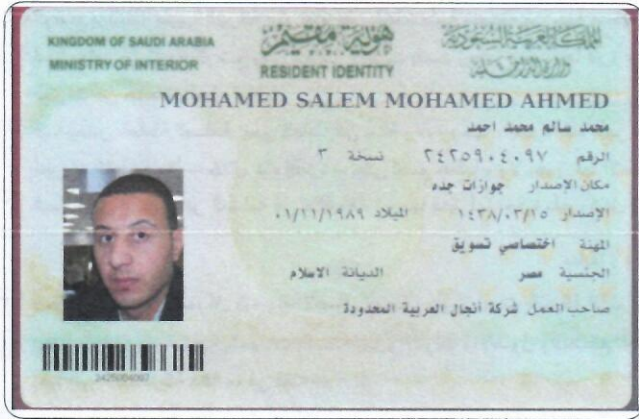 KINGDOM OF SAUDI ARABIA
MINISTRY OF INTERIOR
هوية مقيم
RESIDENT IDENTITY
المملكة العربية السعودية
وزارة الداخلية
MOHAMED SALEM MOHAMED AHMED
محمد سالم محمد احمد
الرقم ٢٤٢٥٩٠٤٠٩٧ نسخة ٣
مكان الإصدار جوازات جده
الإصدار ١٤٣٨/٠٣/١٥ الميلاد ٠١/١١/١٩٨٩
المهنة اختصاصي تسويق
الجنسية مصر الديانة الاسلام
صاحب العمل شركة أنجال العربية المحدودة